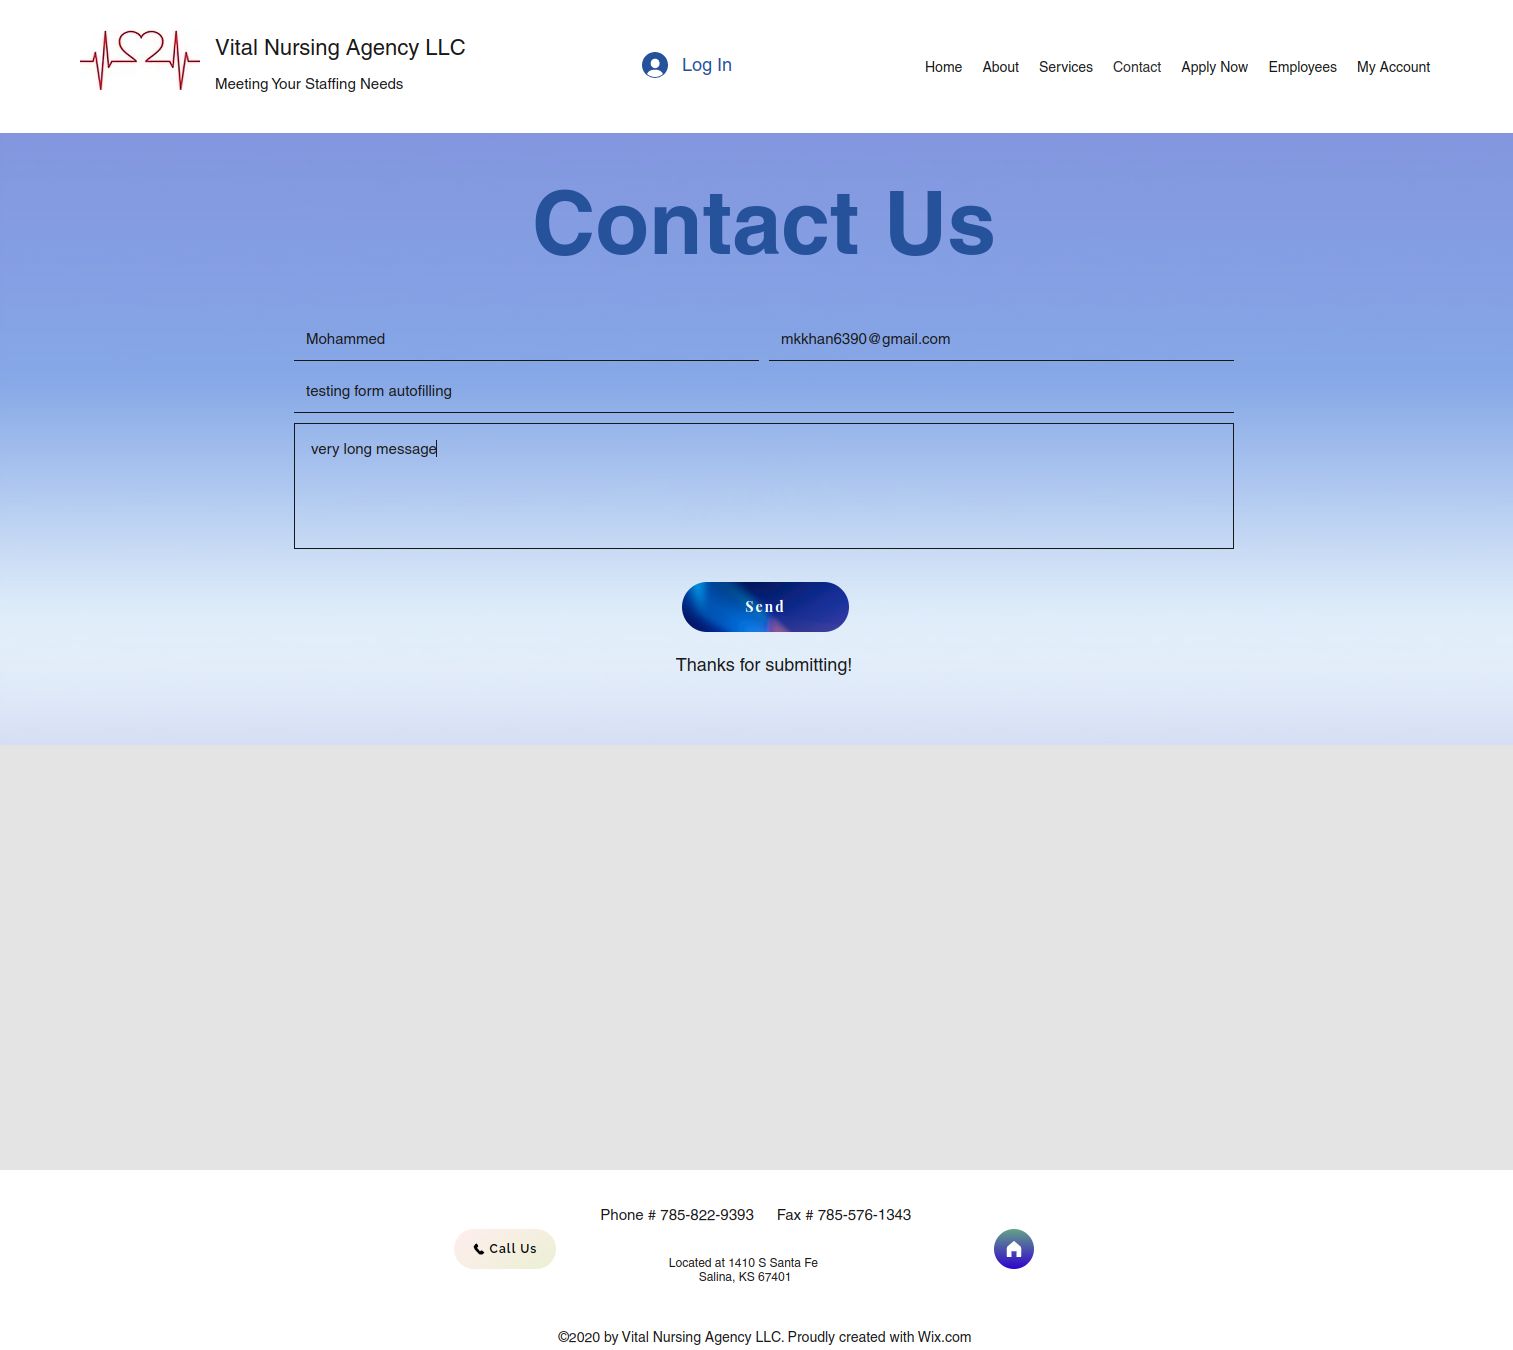 Vital Nursing Agency LLC
Meeting Your Staffing Needs
Log In
Home About Services Contact Apply Now Employees My Account
Contact Us
Mohammed
mkkhan6390@gmail.com
testing form autofilling
very long message
Send
Thanks for submitting!
Phone # 785-822-9393 Fax # 785-576-1343
Call Us
Located at 1410 S Santa Fe
Salina, KS 67401
©2020 by Vital Nursing Agency LLC. Proudly created with Wix.com